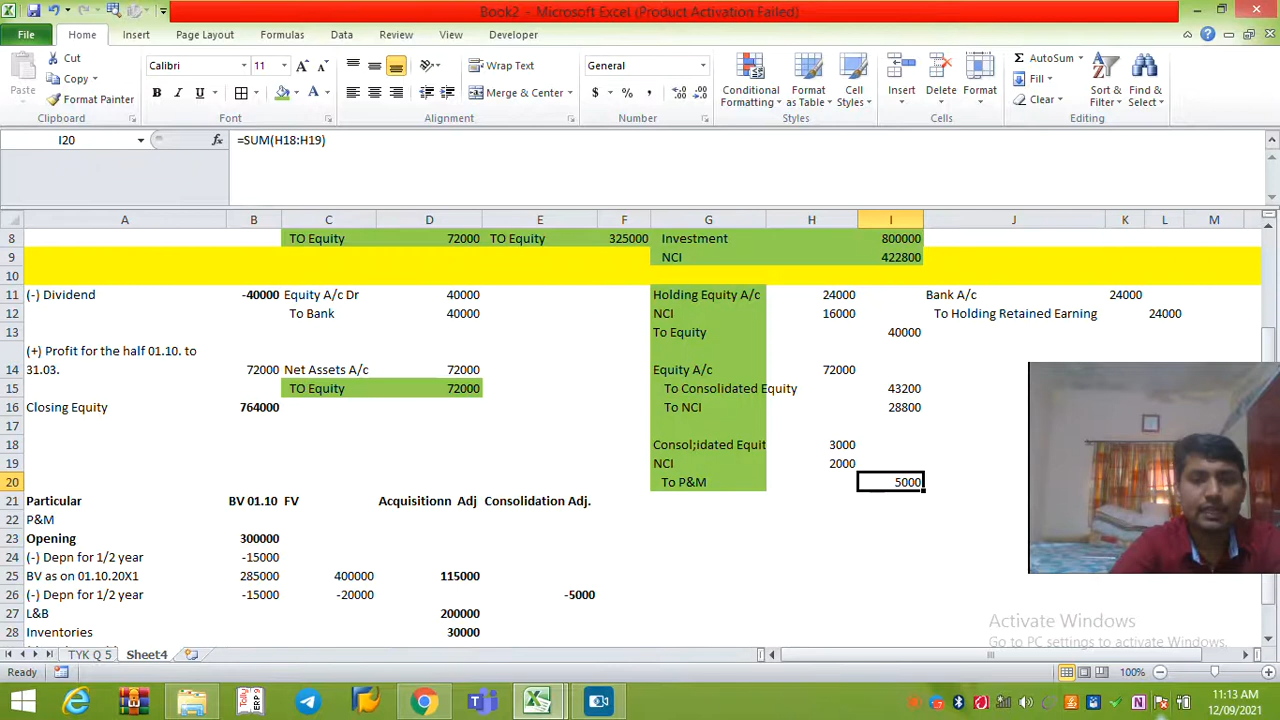 Book2 - Microsoft Excel (Product Activation Failed)
File Home Insert Page Layout Formulas Data Review View Developer
Paste
Cut
Copy
Format Painter
Clipboard
Calibri 11 A A
B I U A
Font
Wrap Text
Merge & Center
Alignment
General
$ % ,
Number
Conditional Formatting
Format as Table
Cell Styles
Styles
Insert Delete Format
Cells
Σ AutoSum
Fill
Clear
Sort & Filter
Find & Select
Editing
I20 fx =SUM(H18:H19)
A B C D E F G H I J K L M
8 TO Equity 72000 TO Equity 325000 Investment 800000
9 NCI 422800
10
11 (-) Dividend -40000 Equity A/c Dr 40000 Holding Equity A/c 24000 Bank A/c 24000
12 To Bank 40000 NCI 16000 To Holding Retained Earning 24000
13 To Equity 40000
14 (+) Profit for the half 01.10. to 31.03. 72000 Net Assets A/c 72000 Equity A/c 72000
15 TO Equity 72000 To Consolidated Equity 43200
16 Closing Equity 764000 To NCI 28800
17
18 Consol;idated Equit 3000
19 NCI 2000
20 To P&M 5000
21 Particular BV 01.10 FV Acquisitionn Adj Consolidation Adj.
22 P&M
23 Opening 300000
24 (-) Depn for 1/2 year -15000
25 BV as on 01.10.20X1 285000 400000 115000
26 (-) Depn for 1/2 year -15000 -20000 -5000
27 L&B 200000
28 Inventories 30000
Activate Windows
Go to PC settings to activate Windows.
TYK Q 5 Sheet4
Ready 100%
11:13 AM
12/09/2021